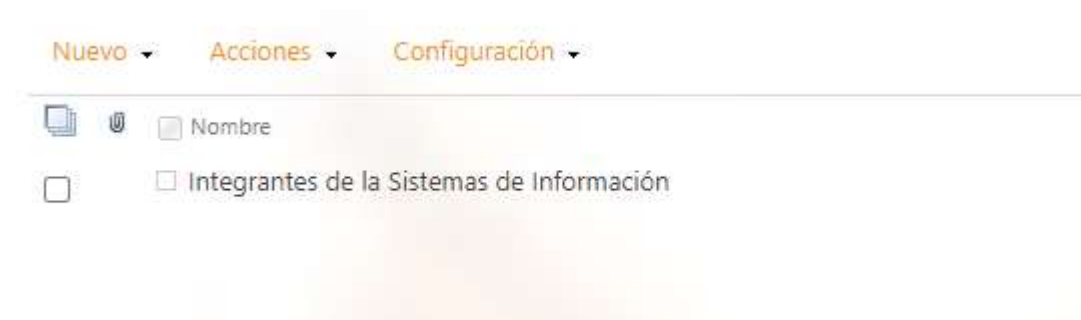 Nuevo Acciones Configuración
Nombre
Integrantes de la Sistemas de Información